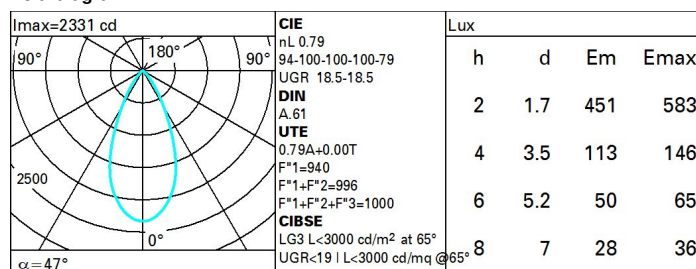 Imax=2331 cd
90°
180°
90°
2500
0°
α=47°
CIE
nL 0.79
94-100-100-100-79
UGR 18.5-18.5
DIN
A.61
UTE
0.79A+0.00T
F"1=940
F"1+F"2=996
F"1+F"2+F"3=1000
CIBSE
LG3 L<3000 cd/m² at 65°
UGR<19 | L<3000 cd/mq @65°
Lux
h d Em Emax
2 1.7 451 583
4 3.5 113 146
6 5.2 50 65
8 7 28 36